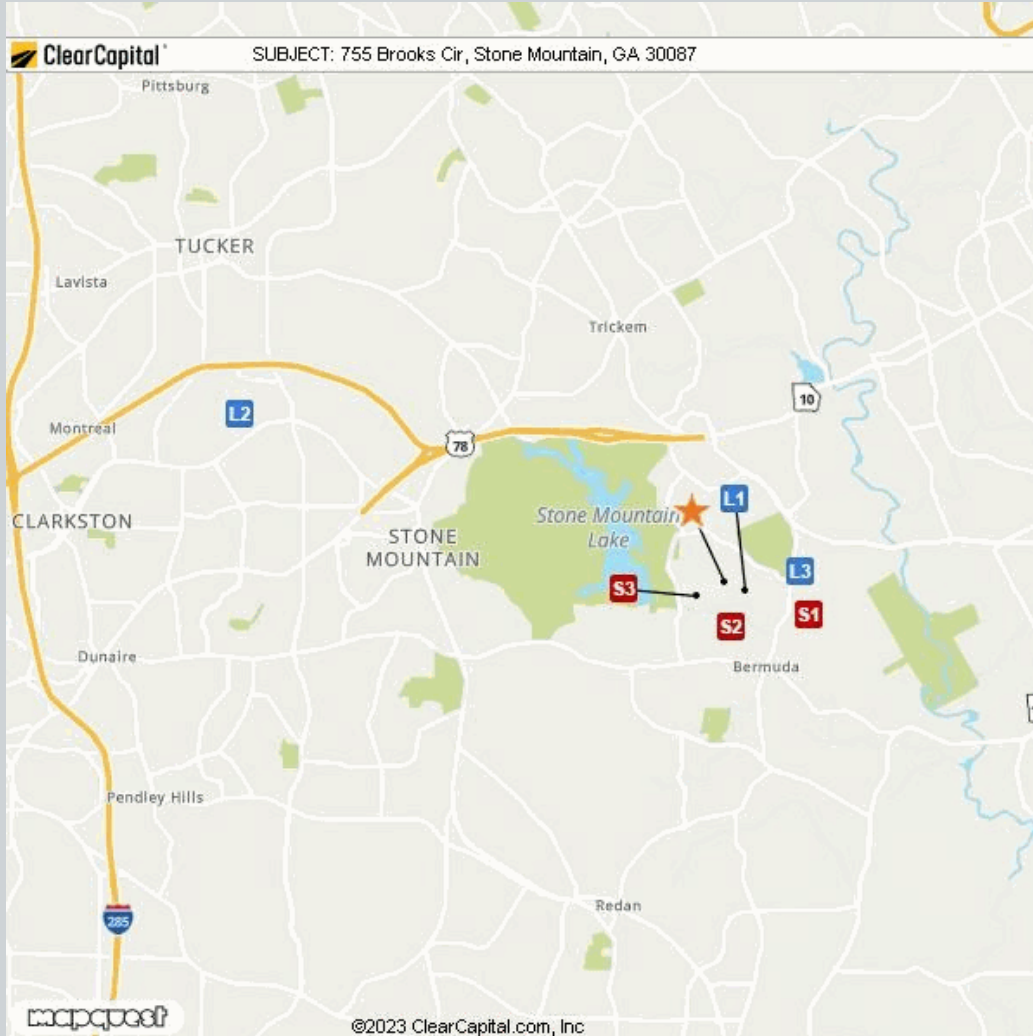 ClearCapital SUBJECT: 755 Brooks Cir, Stone Mountain, GA 30087
Pittsburg
TUCKER
Lavista
Trickem
10
L2
Montreal
78
L1
CLARKSTON
Stone Mountain
Lake
STONE
MOUNTAIN
L3
S3
S1
S2
Dunaire
Bermuda
Pendley Hills
Redan
285
mapquest
©2023 ClearCapital.com, Inc